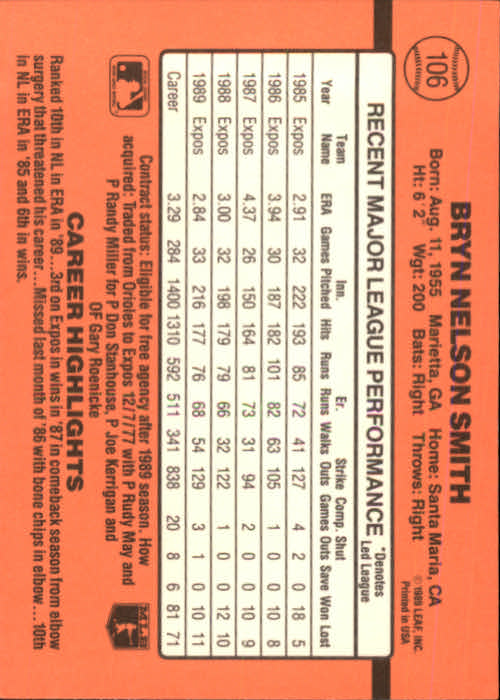 106
BRYN NELSON SMITH
Born: Aug. 11, 1955 Marietta, GA Home: Santa Maria, CA
Ht: 6'2" Wgt: 200 Bats: Right Throws: Right
© 1989 LEAF, INC.
Printed in USA
RECENT MAJOR LEAGUE PERFORMANCE *Denotes Led League
Team Inn. Er. Strike Comp. Shut
Year Name ERA Games Pitched Hits Runs Runs Walks Outs Games Outs Save Won Lost
1985 Expos 2.91 32 222 193 85 72 41 127 4 2 0 18 5
1986 Expos 3.94 30 187 182 101 82 63 105 1 0 0 10 8
1987 Expos 4.37 26 150 164 81 73 31 94 2 0 0 10 9
1988 Expos 3.00 32 198 179 79 66 32 122 1 0 0 12 10
1989 Expos 2.84 33 216 177 76 68 54 129 3 1 0 10 11
Career 3.29 284 1400 1310 592 511 341 838 20 8 6 81 71
Contract status: Eligible for free agency after 1989 season. How
acquired: Traded from Orioles to Expos 12/7/77 with P Rudy May and
P Randy Miller for P Don Stanhouse, P Joe Kerrigan and
OF Gary Roenicke
MLB
CAREER HIGHLIGHTS
Ranked 10th in NL in ERA in '89...3rd on Expos in wins in '87 in comeback season from elbow
surgery that threatened his career...Missed last month of '86 with bone chips in elbow...10th
in NL in ERA in '85 and 6th in wins.